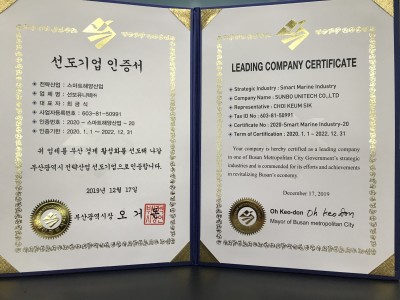 선도기업 인증서
◆ 전략산업 : 스마트해양산업
◆ 업 체 명 : 선보유니텍㈜
◆ 대 표 자 : 최 금 식
◆ 사업자등록번호 : 603-81-50991
◆ 인증번호 : 2020 - 스마트해양산업 - 20
◆ 인증기간 : 2020. 1. 1 ~ 2022. 12. 31
위 업체를 부산 경제 활성화를 선도해 나갈
부산광역시 전략산업 선도기업으로 인증합니다.
2019년 12월 17일
부산광역시장 오 거 돈
LEADING COMPANY CERTIFICATE
◆ Strategic Industry : Smart Marine Industry
◆ Company Name : SUNBO UNITECH CO.,LTD
◆ Representative : CHOI KEUM SIK
◆ Tax ID No : 603-81-50991
◆ Certificate No : 2020-Smart Marine Industry-20
◆ Term of Certification : 2020. 1. 1 ~ 2022. 12. 31
Your company is hereby certified as a leading company
in one of Busan Metropolitan City Government's strategic
industries and is commended for its efforts and achievements
in revitalizing Busan's economy.
December 17, 2019
Oh Keo-don Oh keo don
Mayor of Busan metropolitan City